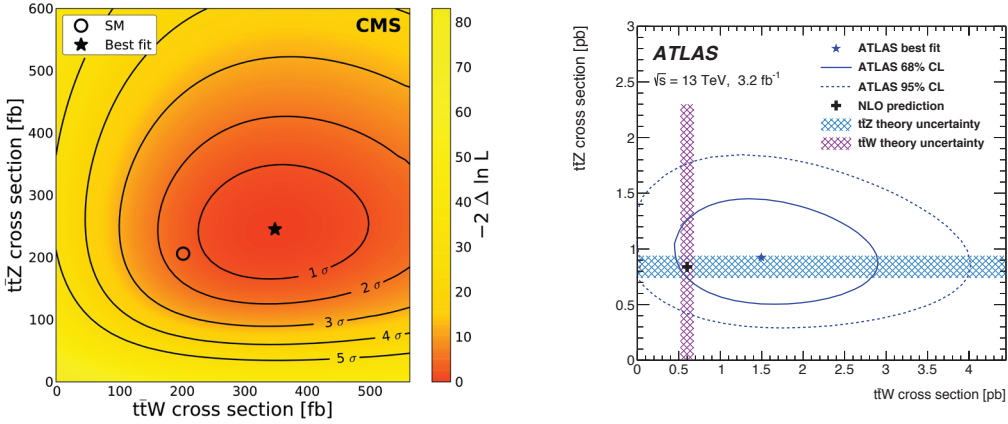 CMS
SM
Best fit
600
500
400
300
200
100
0
tt̄Z cross section [fb]
1 σ
2 σ
3 σ
4 σ
5 σ
0 100 200 300 400 500
tt̄W cross section [fb]
80
70
60
50
40
30
20
10
0
−2 Δ ln L
ATLAS
√s = 13 TeV, 3.2 fb⁻¹
ATLAS best fit
ATLAS 68% CL
ATLAS 95% CL
NLO prediction
tt̄Z theory uncertainty
tt̄W theory uncertainty
tt̄Z cross section [pb]
3
2.5
2
1.5
1
0.5
0
0 0.5 1 1.5 2 2.5 3 3.5 4
tt̄W cross section [pb]